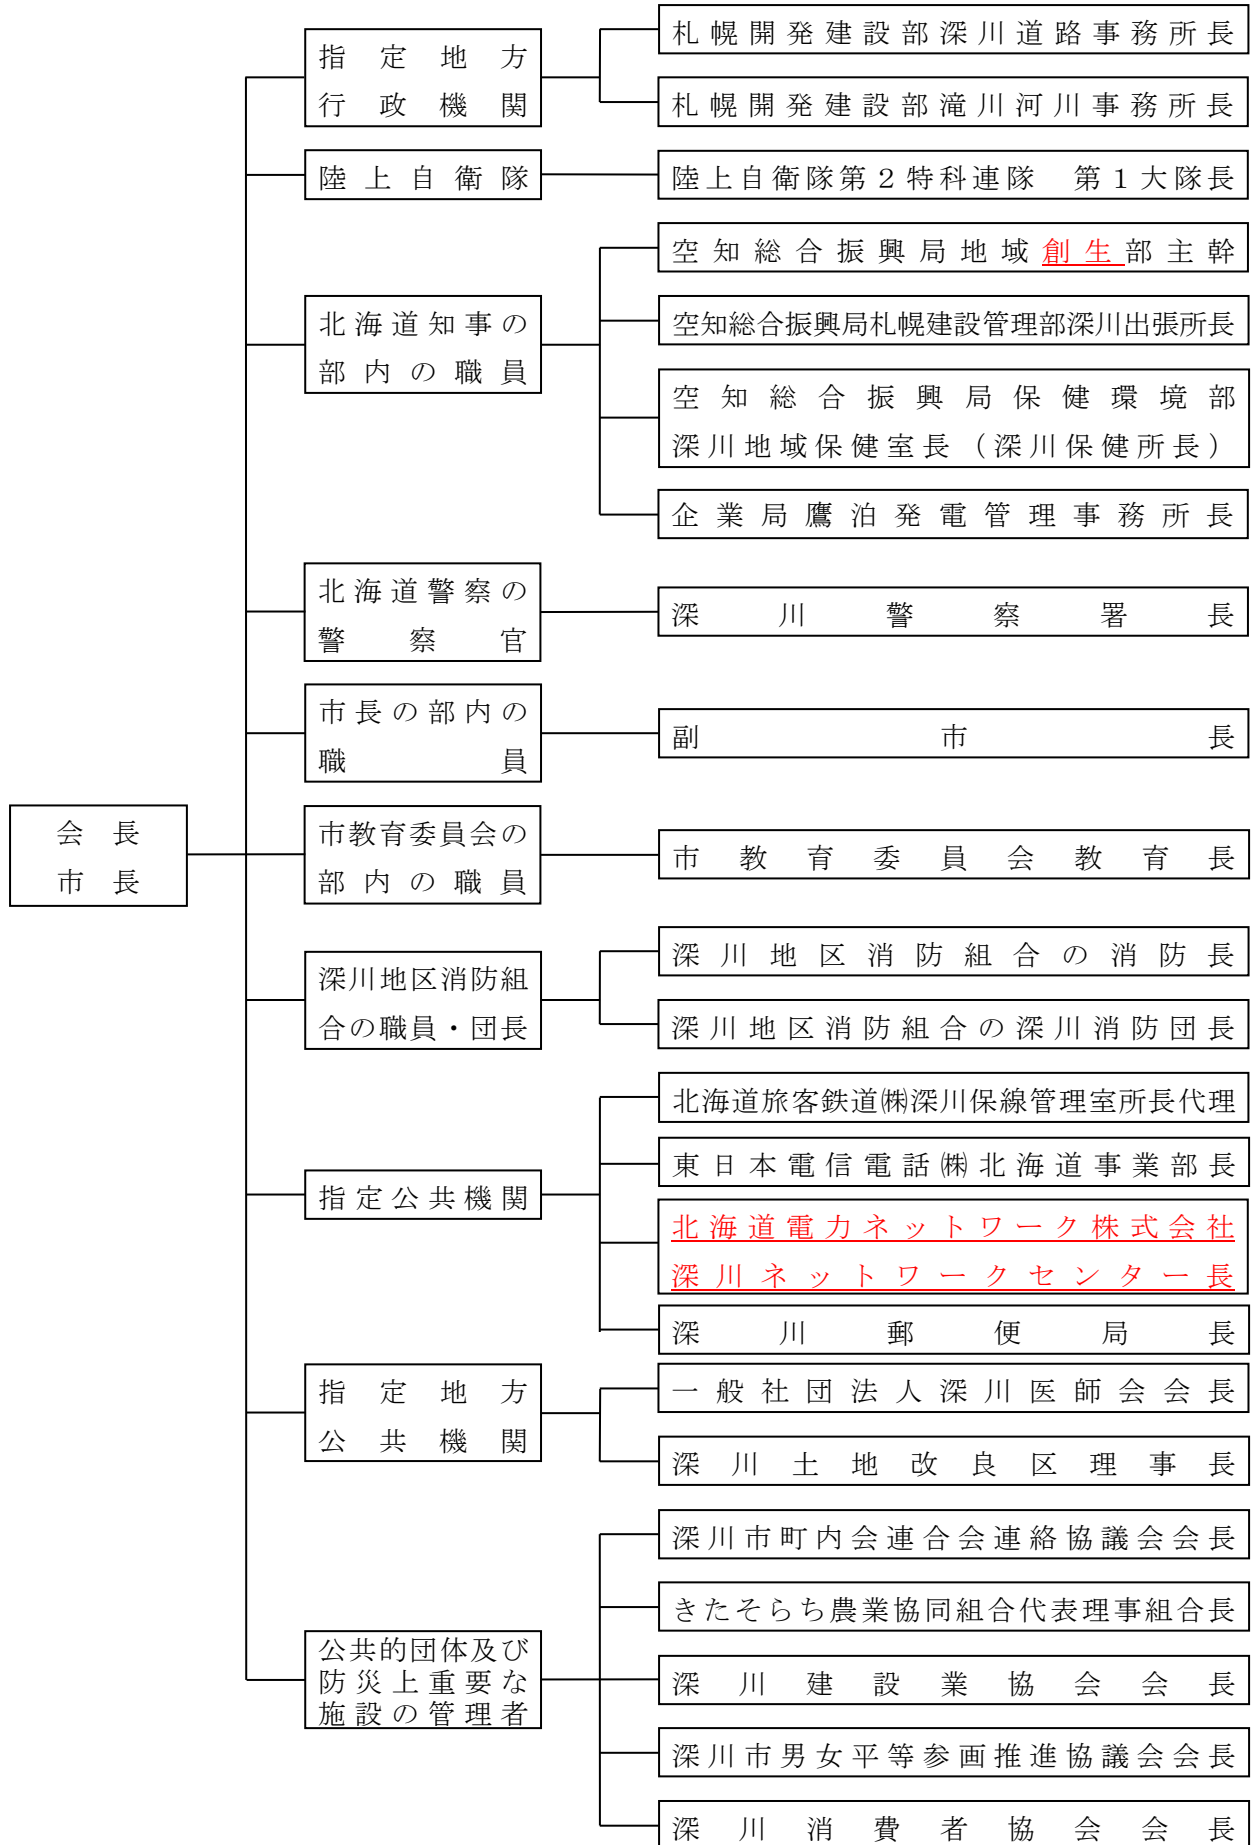 会長
市長
指定地方
行政機関
札幌開発建設部深川道路事務所長
札幌開発建設部滝川河川事務所長
陸上自衛隊
陸上自衛隊第２特科連隊　第１大隊長
北海道知事の
部内の職員
空知総合振興局地域創生部主幹
空知総合振興局札幌建設管理部深川出張所長
空知総合振興局保健環境部
深川地域保健室長（深川保健所長）
企業局鷹泊発電管理事務所長
北海道警察の
警察官
深川警察署長
市長の部内の
職員
副市長
市教育委員会の
部内の職員
市教育委員会教育長
深川地区消防組
合の職員・団長
深川地区消防組合の消防長
深川地区消防組合の深川消防団長
指定公共機関
北海道旅客鉄道㈱深川保線管理室所長代理
東日本電信電話㈱北海道事業部長
北海道電力ネットワーク株式会社
深川ネットワークセンター長
深川郵便局長
指定地方
公共機関
一般社団法人深川医師会会長
深川土地改良区理事長
公共的団体及び
防災上重要な
施設の管理者
深川市町内会連合会連絡協議会会長
きたそらち農業協同組合代表理事組合長
深川建設業協会会長
深川市男女平等参画推進協議会会長
深川消費者協会会長